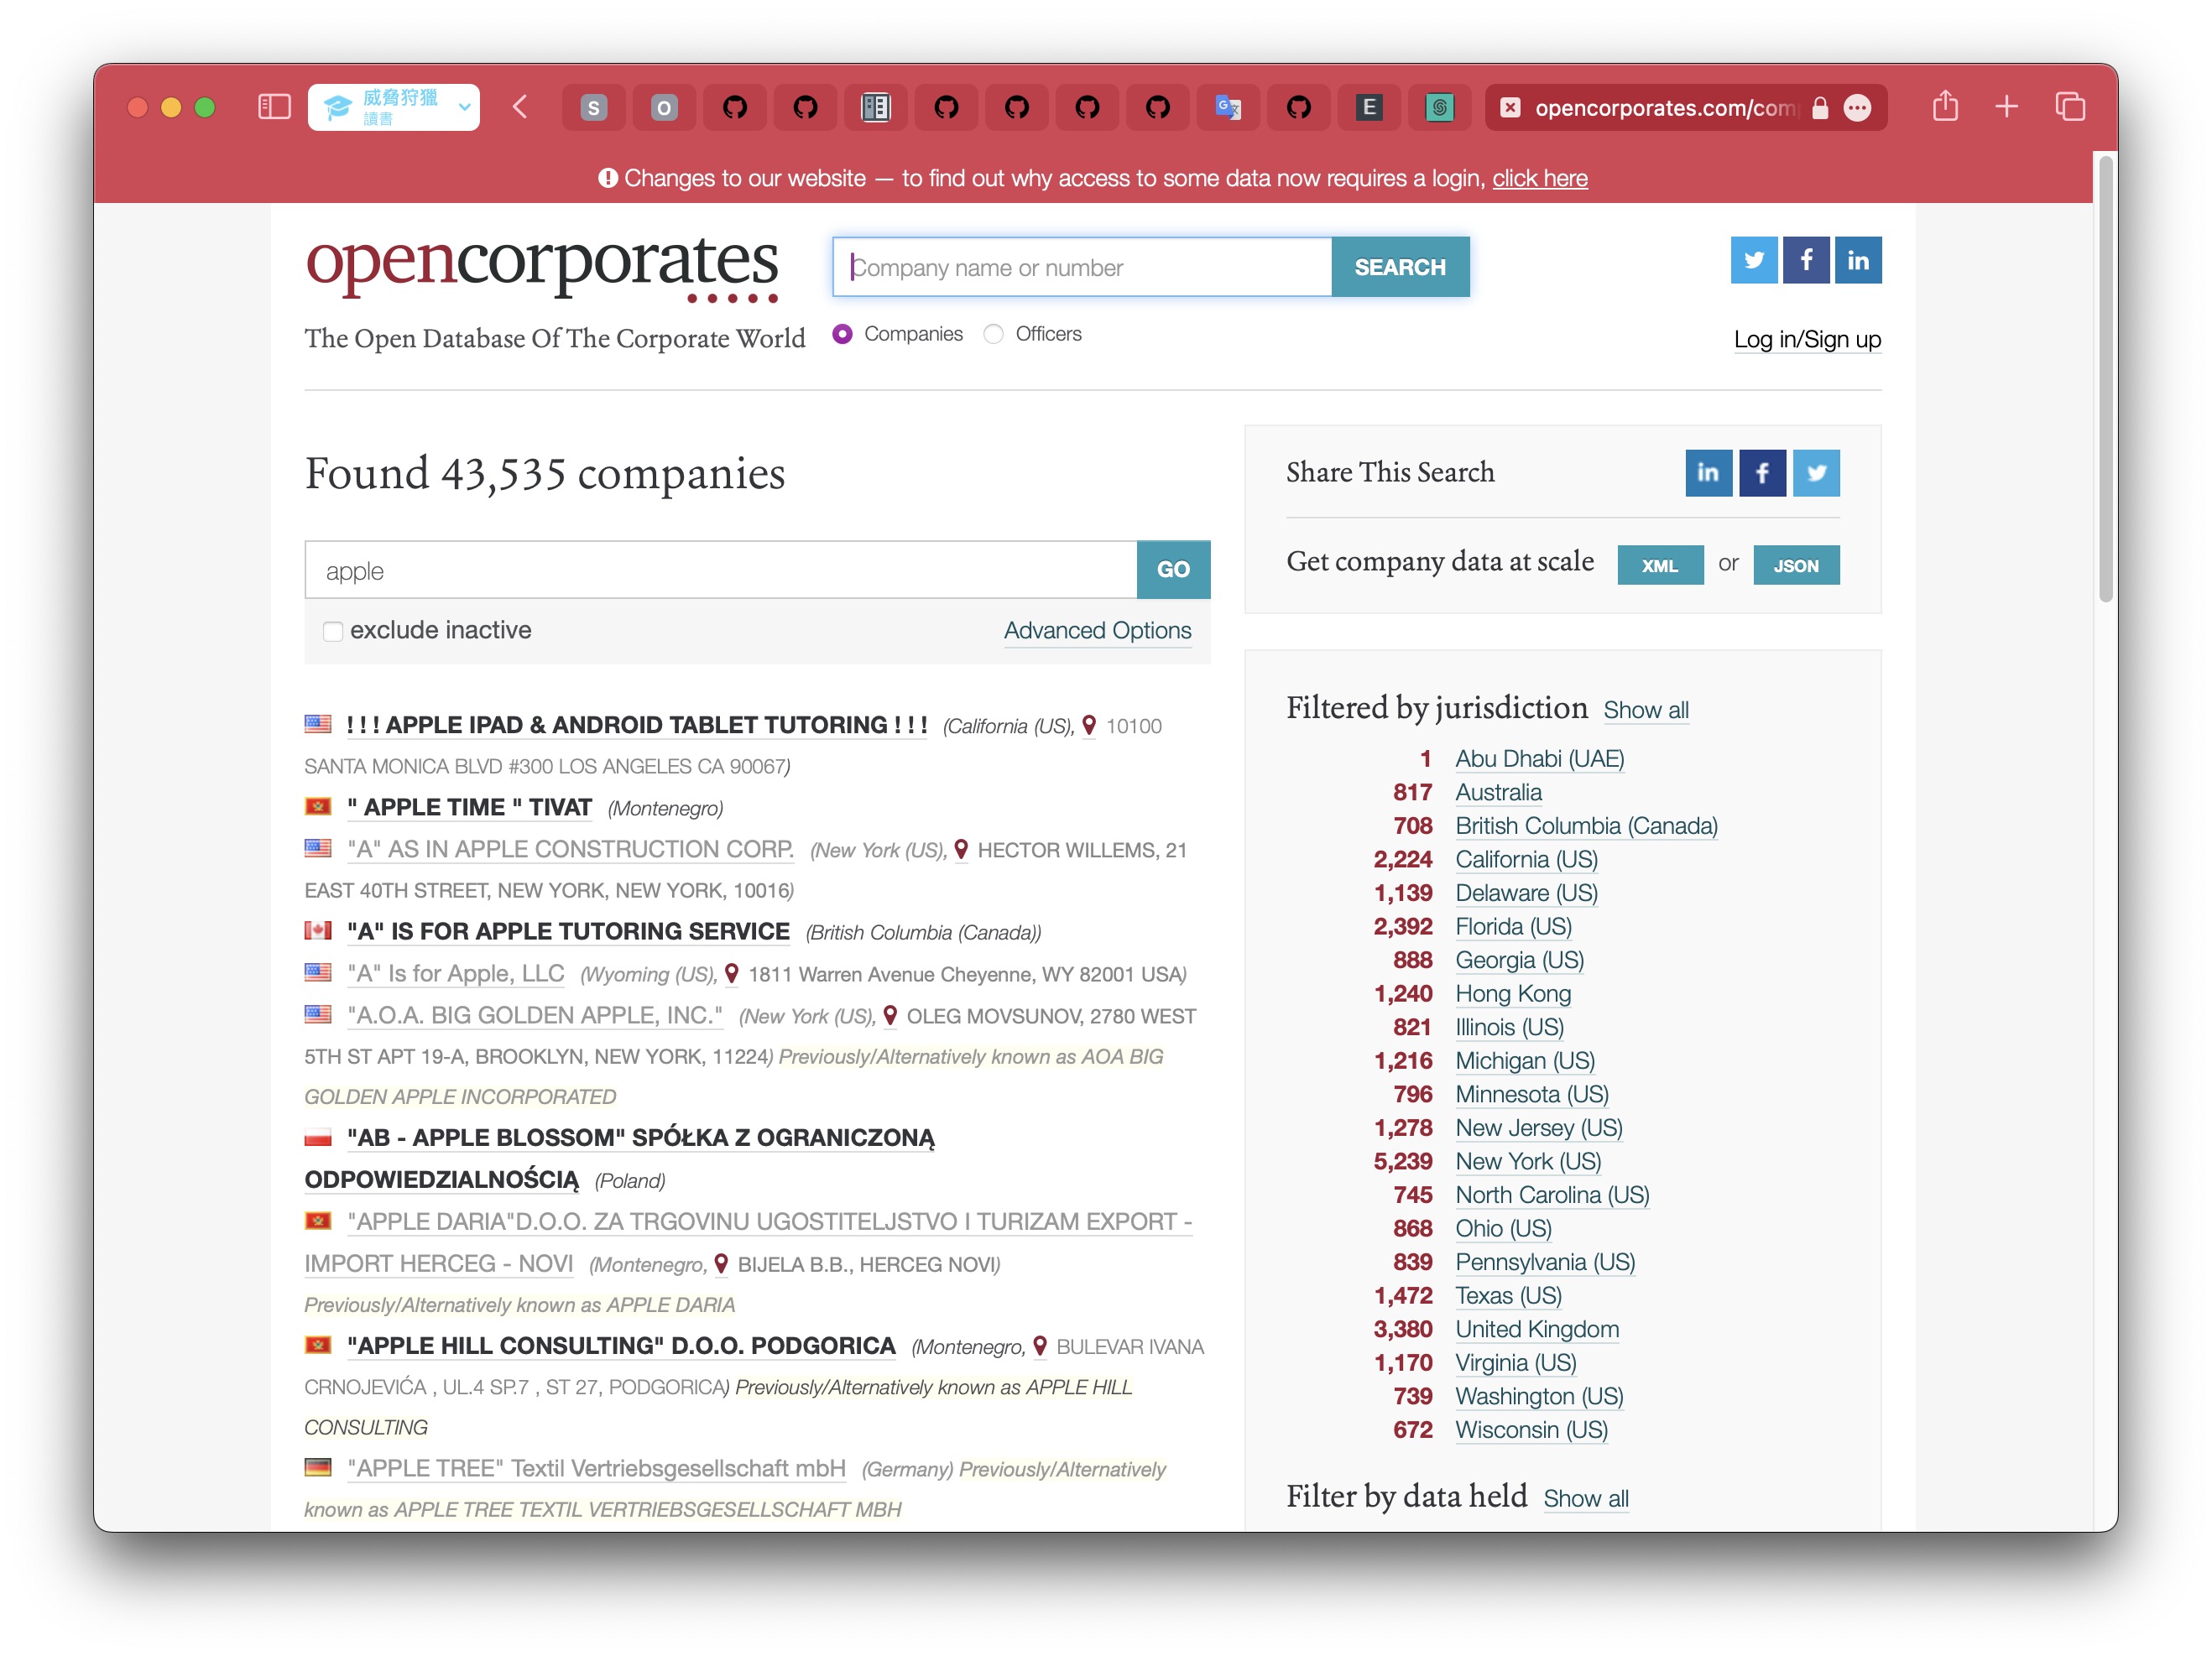 威脅狩獵
讀書
S
O
E
opencorporates.com/com
Changes to our website — to find out why access to some data now requires a login, click here
opencorporates
The Open Database Of The Corporate World
Company name or number
SEARCH
Companies
Officers
Log in/Sign up
Found 43,535 companies
apple
GO
exclude inactive
Advanced Options
! ! ! APPLE IPAD & ANDROID TABLET TUTORING ! ! ! (California (US), 10100
SANTA MONICA BLVD #300 LOS ANGELES CA 90067)
" APPLE TIME " TIVAT (Montenegro)
"A" AS IN APPLE CONSTRUCTION CORP. (New York (US), HECTOR WILLEMS, 21
EAST 40TH STREET, NEW YORK, NEW YORK, 10016)
"A" IS FOR APPLE TUTORING SERVICE (British Columbia (Canada))
"A" Is for Apple, LLC (Wyoming (US), 1811 Warren Avenue Cheyenne, WY 82001 USA)
"A.O.A. BIG GOLDEN APPLE, INC." (New York (US), OLEG MOVSUNOV, 2780 WEST
5TH ST APT 19-A, BROOKLYN, NEW YORK, 11224) Previously/Alternatively known as AOA BIG
GOLDEN APPLE INCORPORATED
"AB - APPLE BLOSSOM" SPÓŁKA Z OGRANICZONĄ
ODPOWIEDZIALNOŚCIĄ (Poland)
"APPLE DARIA"D.O.O. ZA TRGOVINU UGOSTITELJSTVO I TURIZAM EXPORT -
IMPORT HERCEG - NOVI (Montenegro, BIJELA B.B., HERCEG NOVI)
Previously/Alternatively known as APPLE DARIA
"APPLE HILL CONSULTING" D.O.O. PODGORICA (Montenegro, BULEVAR IVANA
CRNOJEVIĆA , UL.4 SP.7 , ST 27, PODGORICA) Previously/Alternatively known as APPLE HILL
CONSULTING
"APPLE TREE" Textil Vertriebsgesellschaft mbH (Germany) Previously/Alternatively
known as APPLE TREE TEXTIL VERTRIEBSGESELLSCHAFT MBH
Share This Search
Get company data at scale XML or JSON
Filtered by jurisdiction Show all
1 Abu Dhabi (UAE)
817 Australia
708 British Columbia (Canada)
2,224 California (US)
1,139 Delaware (US)
2,392 Florida (US)
888 Georgia (US)
1,240 Hong Kong
821 Illinois (US)
1,216 Michigan (US)
796 Minnesota (US)
1,278 New Jersey (US)
5,239 New York (US)
745 North Carolina (US)
868 Ohio (US)
839 Pennsylvania (US)
1,472 Texas (US)
3,380 United Kingdom
1,170 Virginia (US)
739 Washington (US)
672 Wisconsin (US)
Filter by data held Show all